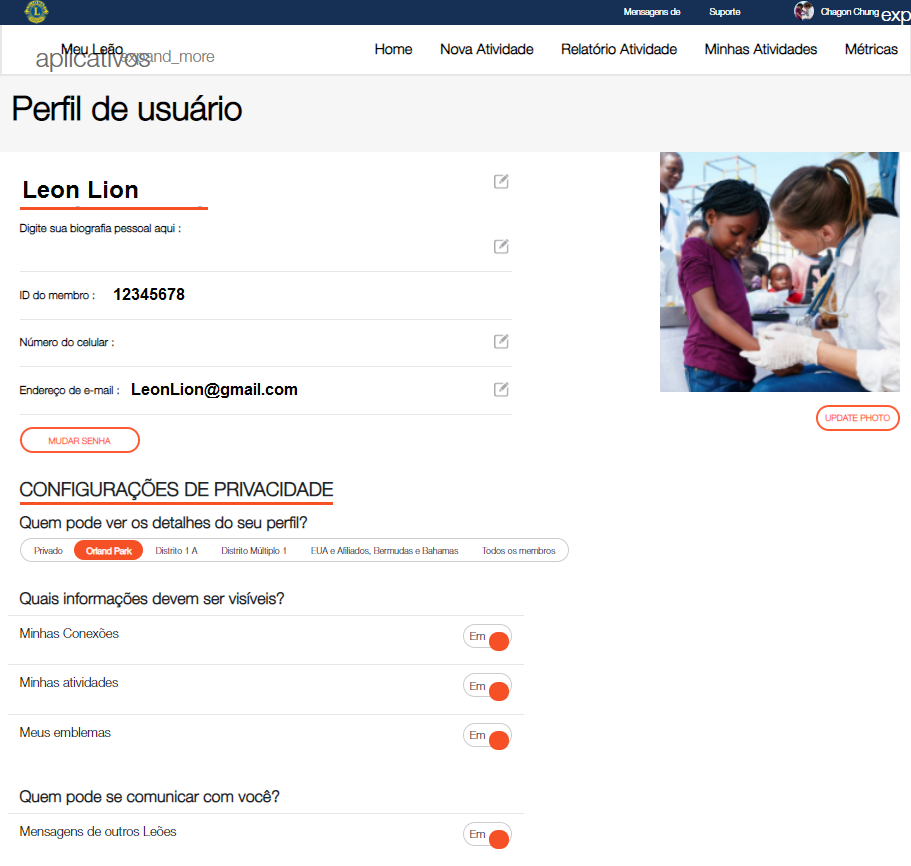 Mensagens de Suporte Chagon Chung exp
Meu Leão
aplicativos expand_more
Home Nova Atividade Relatório Atividade Minhas Atividades Métricas
Perfil de usuário
Leon Lion
Digite sua biografia pessoal aqui :
ID do membro : 12345678
Número do celular :
Endereço de e-mail : LeonLion@gmail.com
UPDATE PHOTO
MUDAR SENHA
CONFIGURAÇÕES DE PRIVACIDADE
Quem pode ver os detalhes do seu perfil?
Privado Orland Park Distrito 1 A Distrito Múltiplo 1 EUA e Afiliados, Bermudas e Bahamas Todos os membros
Quais informações devem ser visíveis?
Minhas Conexões Em
Minhas atividades Em
Meus emblemas Em
Quem pode se comunicar com você?
Mensagens de outros Leões Em